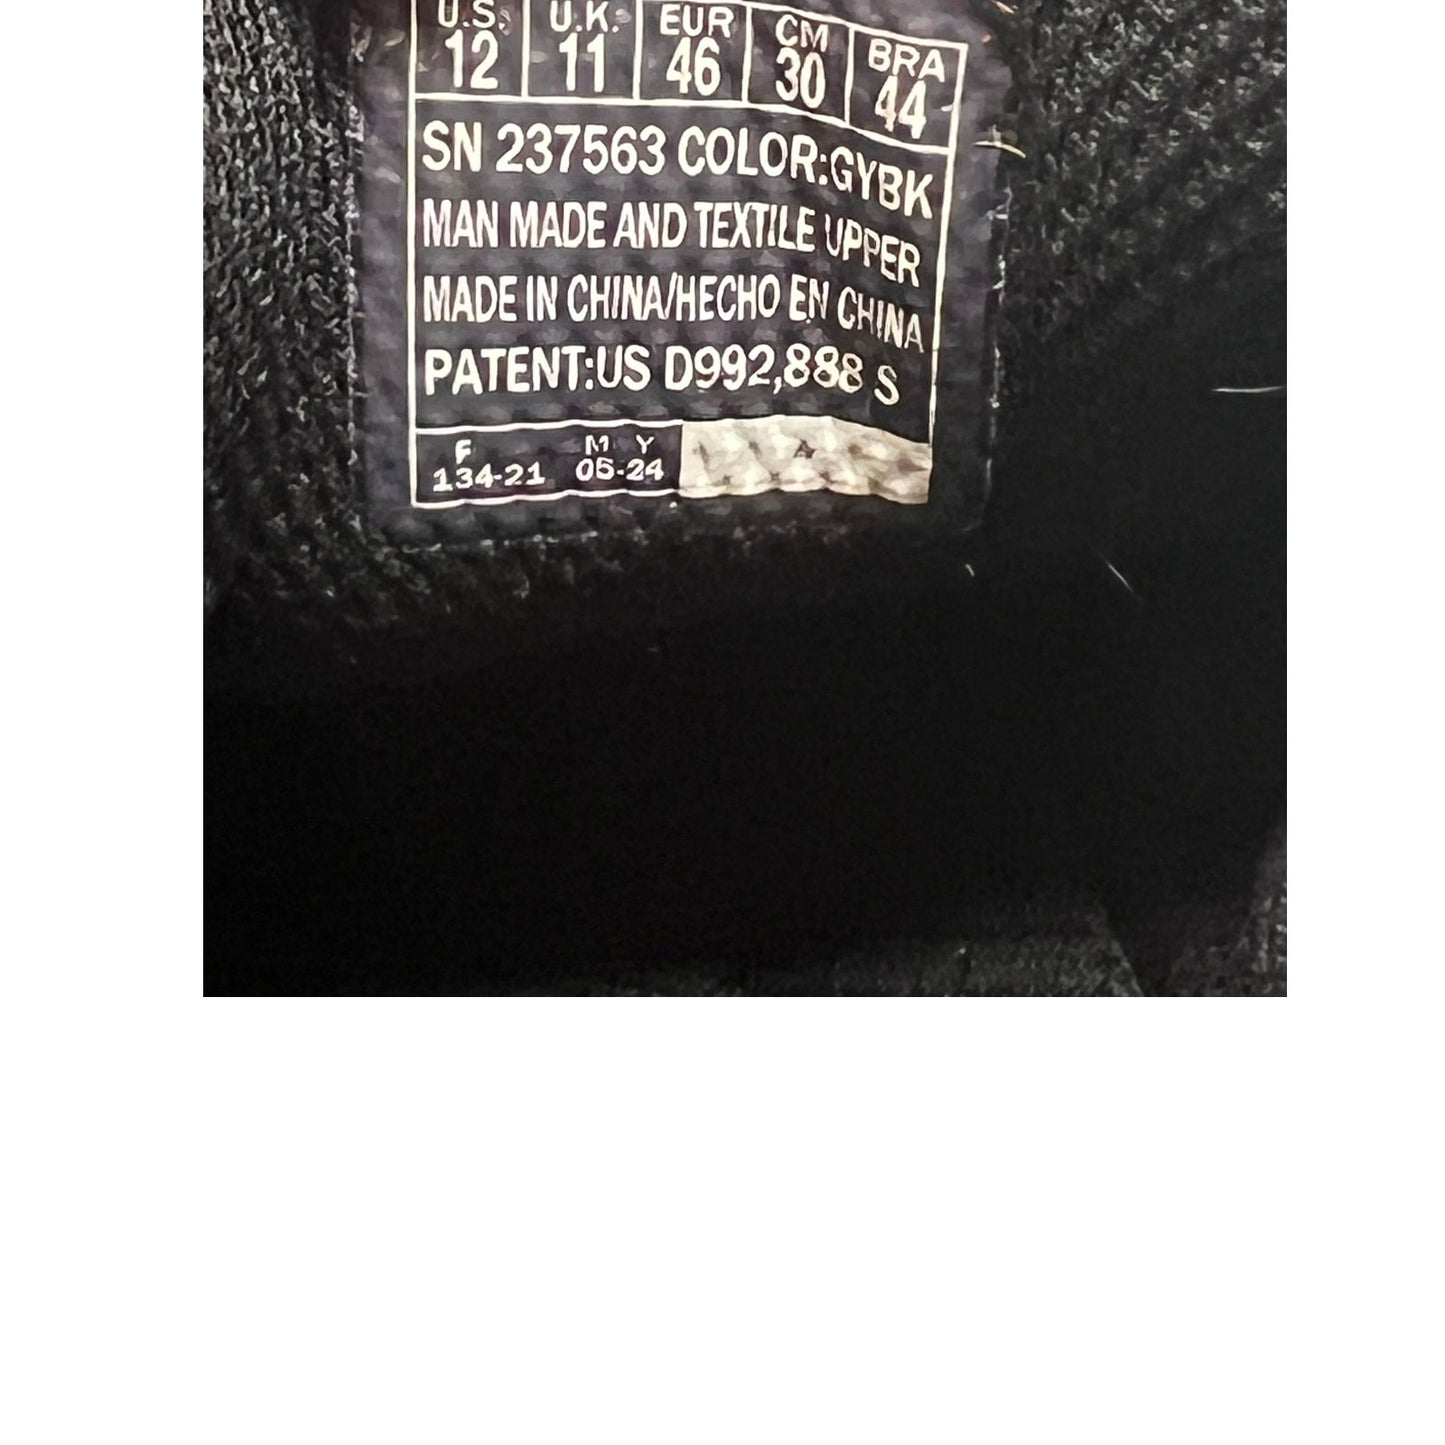 U.S. U.K. EUR CM BRA
12 11 46 30 44
SN 237563 COLOR:GYBK
MAN MADE AND TEXTILE UPPER
MADE IN CHINA/HECHO EN CHINA
PATENT:US D992,888 S
F M Y
134-21 05-24